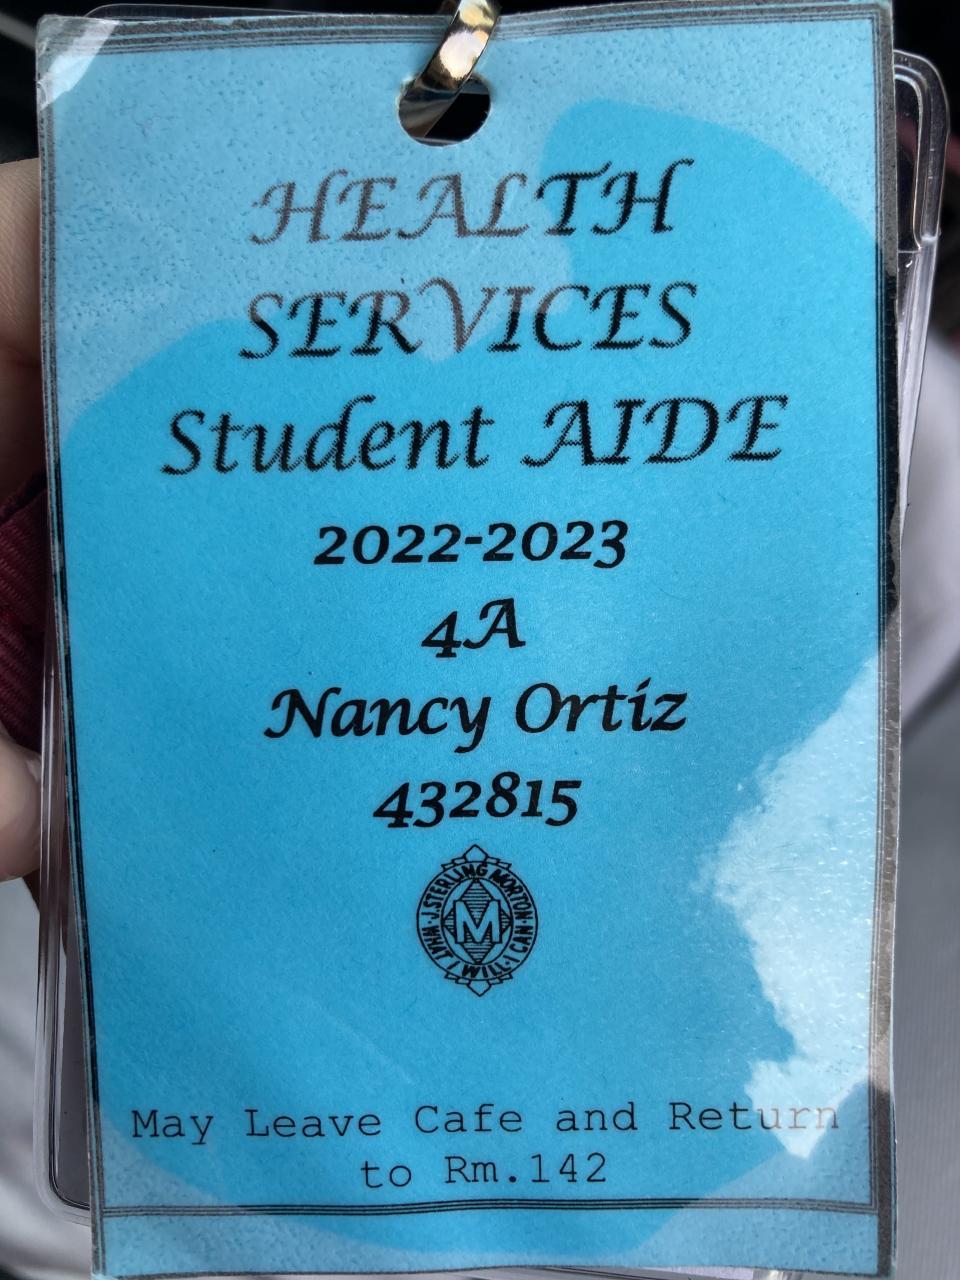 HEALTH
SERVICES
Student AIDE
2022-2023
4A
Nancy Ortiz
432815
J. STERLING MORTON
M
WHAT I WILL · I CAN
May Leave Cafe and Return
to Rm.142